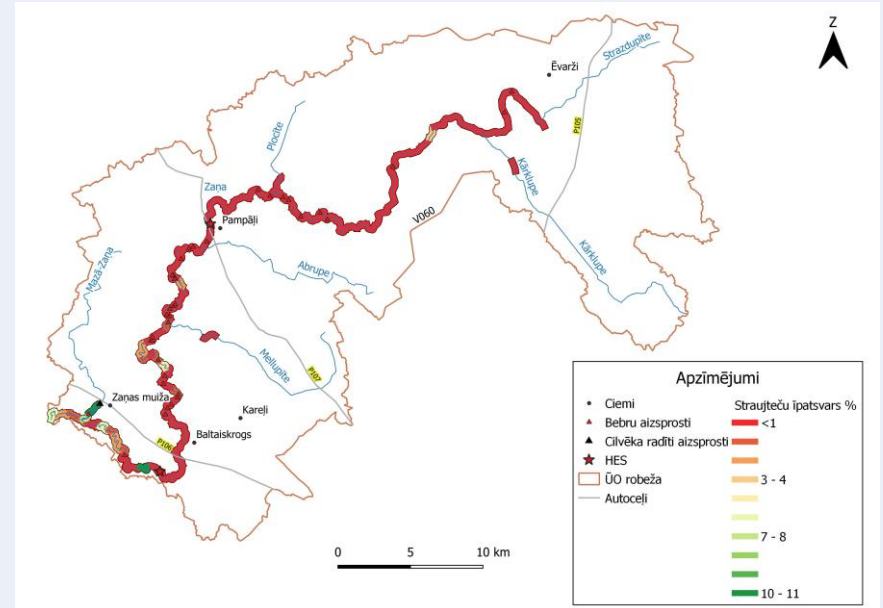 Z
Ēvarži
Strazdupīte
P105
Plocīte
Kārklupe
Zaņa
V060
Pampāļi
Kārklupe
Abrupe
Mazā-Zaņa
Mellupīte
P107
Zaņas muiža
Kareļi
Baltaiskrogs
P106
0 5 10 km
Apzīmējumi
Ciemi
Bebru aizsprosti
Cilvēka radīti aizsprosti
HES
ŪO robeža
Autoceļi
Straujteču īpatsvars %
<1
3 - 4
7 - 8
10 - 11